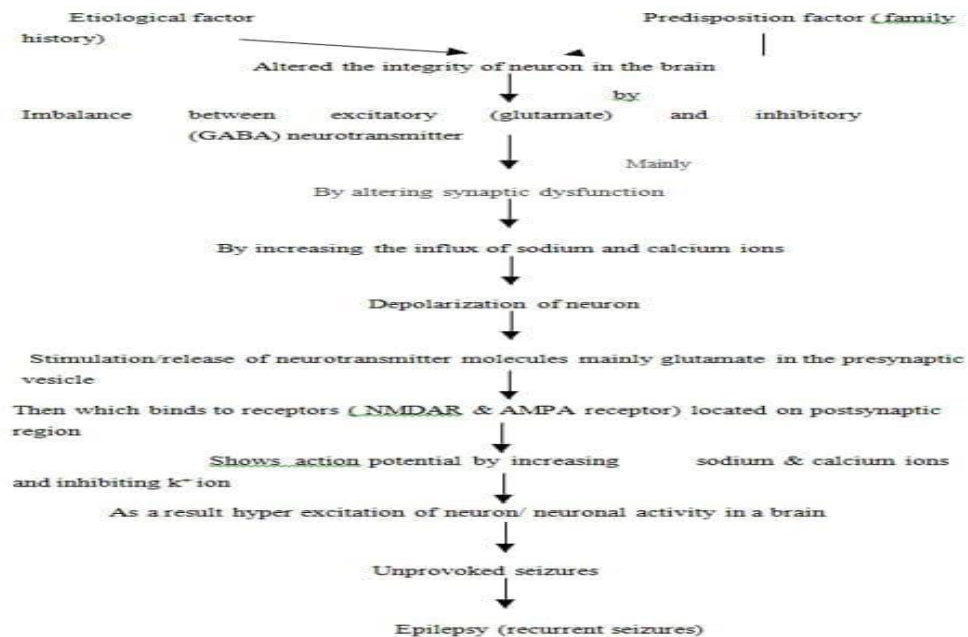 Etiological factor Predisposition factor ( family
history)
Altered the integrity of neuron in the brain
by
Imbalance between excitatory (glutamate) and inhibitory
(GABA) neurotransmitter
Mainly
By altering synaptic dysfunction
By increasing the influx of sodium and calcium ions
Depolarization of neuron
Stimulation/release of neurotransmitter molecules mainly glutamate in the presynaptic
vesicle
Then which binds to receptors ( NMDAR & AMPA receptor) located on postsynaptic
region
Shows action potential by increasing sodium & calcium ions
and inhibiting k⁺ ion
As a result hyper excitation of neuron/ neuronal activity in a brain
Unprovoked seizures
Epilepsy (recurrent seizures)